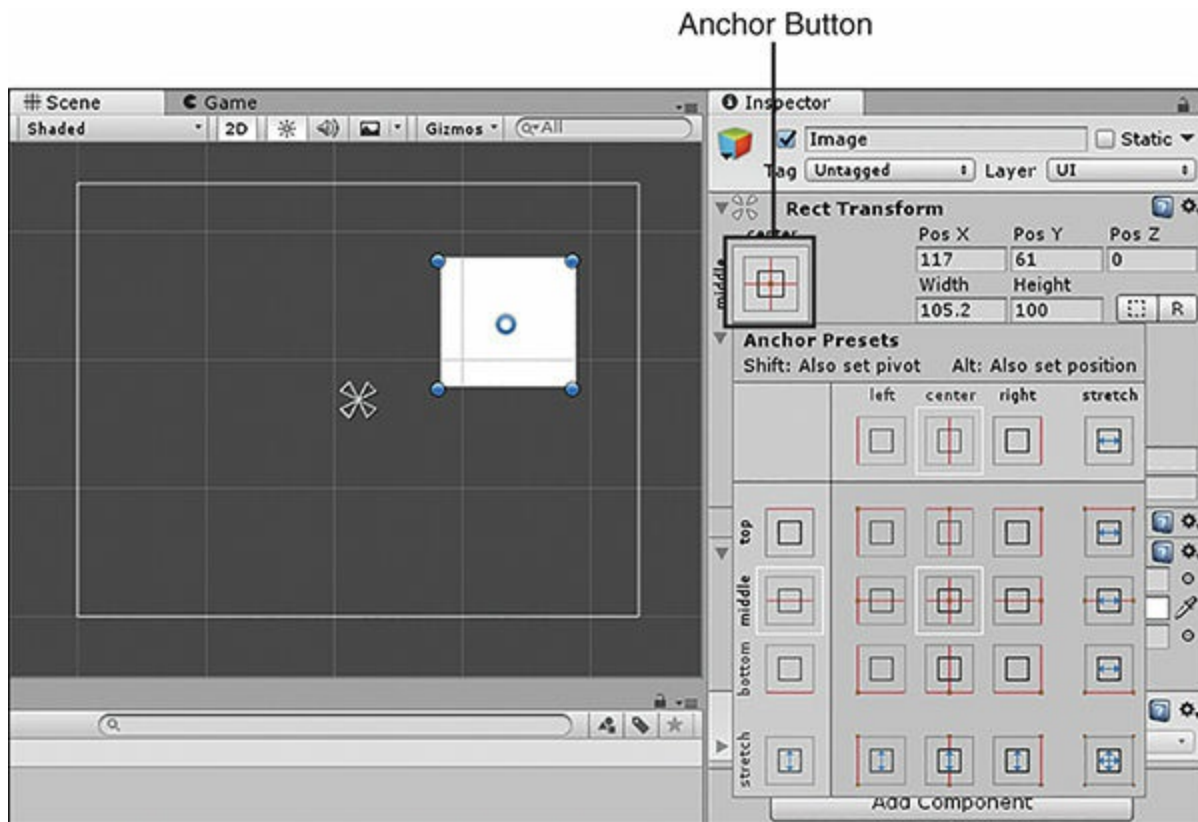 Anchor Button
Scene
Game
Shaded
2D
Gizmos
All
Inspector
Image
Static
Tag Untagged
Layer UI
Rect Transform
center
middle
Pos X Pos Y Pos Z
117 61 0
Width Height
105.2 100
R
Anchor Presets
Shift: Also set pivot Alt: Also set position
left center right stretch
top
middle
bottom
stretch
Add Component